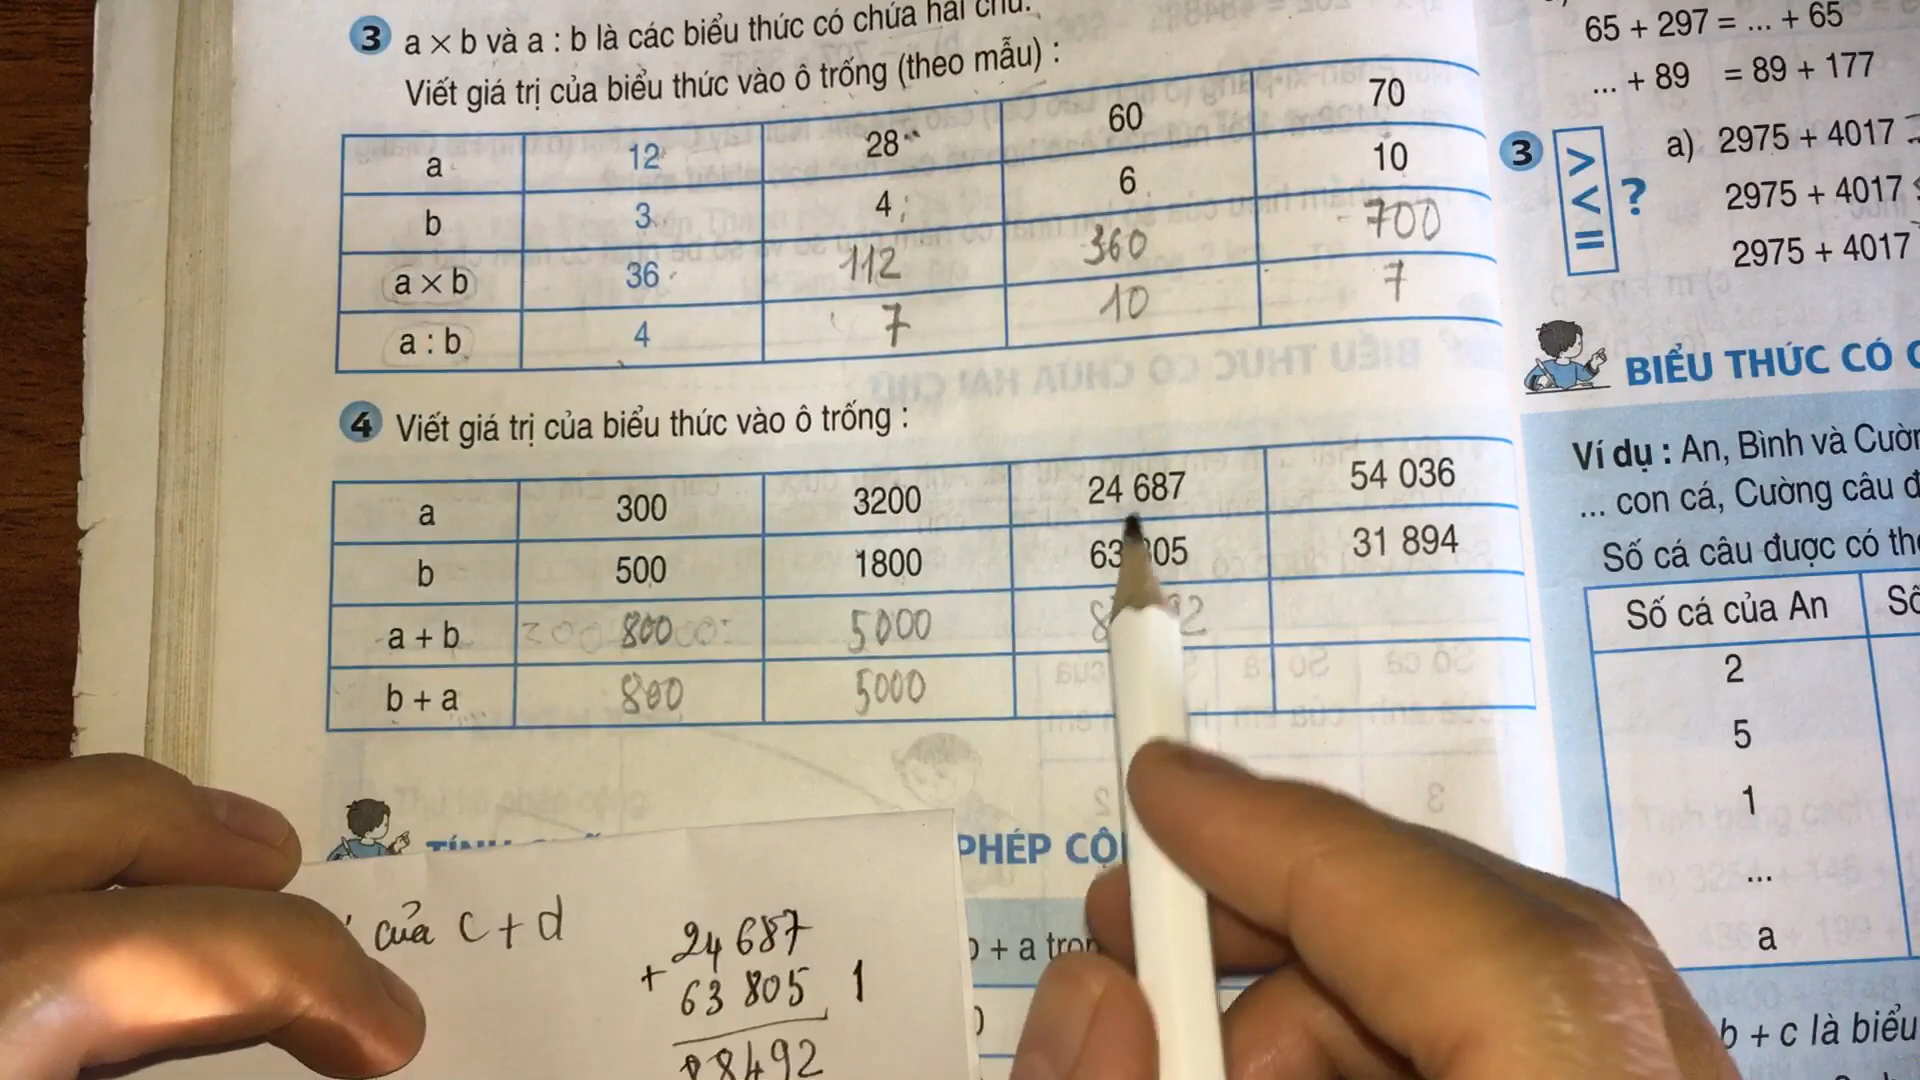 3 a × b và a : b là các biểu thức có chứa hai chữ.
Viết giá trị của biểu thức vào ô trống (theo mẫu) :
a 12 28 60 70
b 3 4 6 10
a × b 36 112 360 700
a : b 4 7 10 7
4 Viết giá trị của biểu thức vào ô trống :
a 300 3200 24 687 54 036
b 500 1800 63 805 31 894
a + b 800 5000
b + a 800 5000
PHÉP CỘ
+ a
của c + d
24 687
+ 63 805 1
88492
65 + 297 = ... + 65
... + 89 = 89 + 177
3 > < = ? a) 2975 + 4017
2975 + 4017
2975 + 4017
BIỂU THỨC CÓ C
Ví dụ : An, Bình và Cườn
... con cá, Cường câu đ
Số cá câu được có th
Số cá của An Số
2
5
1
...
a
b + c là biểu